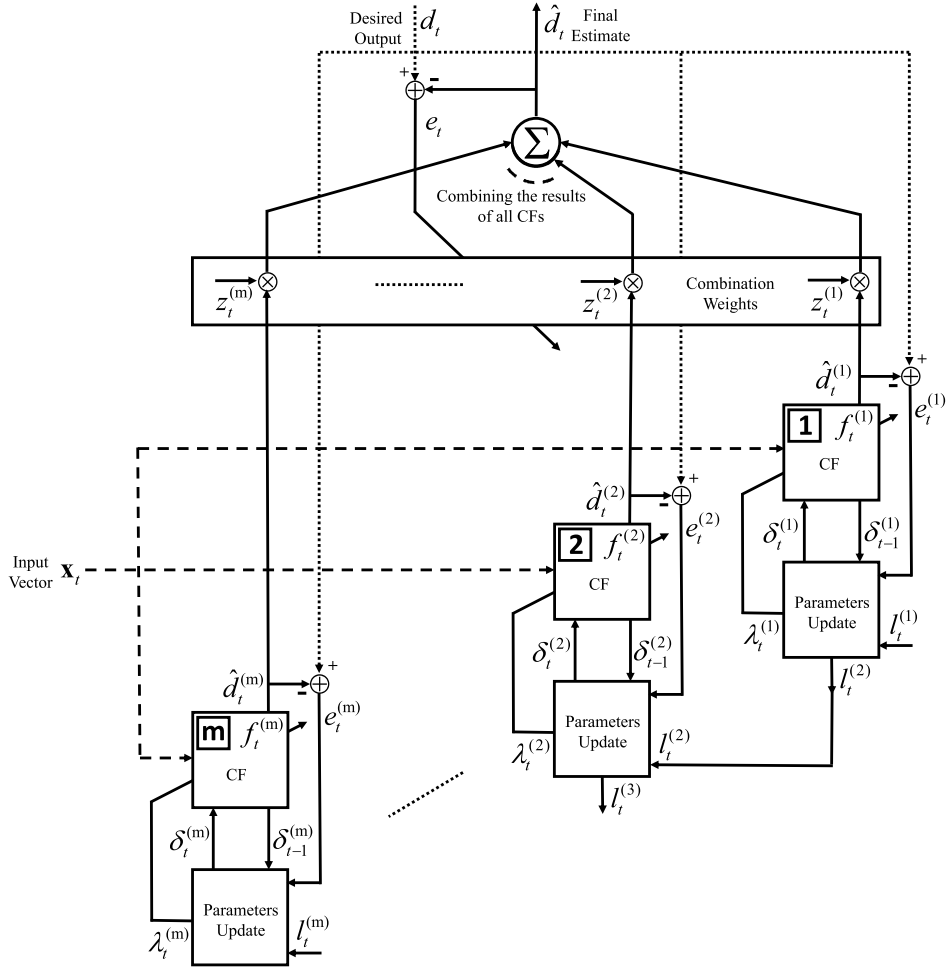 Desired
Output
d_t
\hat{d}_t
Final
Estimate
+
-
e_t
Σ
Combining the results
of all CFs
z_t^{(m)}
z_t^{(2)}
Combination
Weights
z_t^{(1)}
\hat{d}_t^{(1)}
+
-
e_t^{(1)}
1
f_t^{(1)}
CF
δ_t^{(1)}
δ_{t-1}^{(1)}
Parameters
Update
λ_t^{(1)}
l_t^{(1)}
l_t^{(2)}
\hat{d}_t^{(2)}
+
-
e_t^{(2)}
2
f_t^{(2)}
CF
Input
Vector
x_t
δ_t^{(2)}
δ_{t-1}^{(2)}
Parameters
Update
λ_t^{(2)}
l_t^{(2)}
l_t^{(3)}
\hat{d}_t^{(m)}
+
-
e_t^{(m)}
m
f_t^{(m)}
CF
δ_t^{(m)}
δ_{t-1}^{(m)}
Parameters
Update
λ_t^{(m)}
l_t^{(m)}